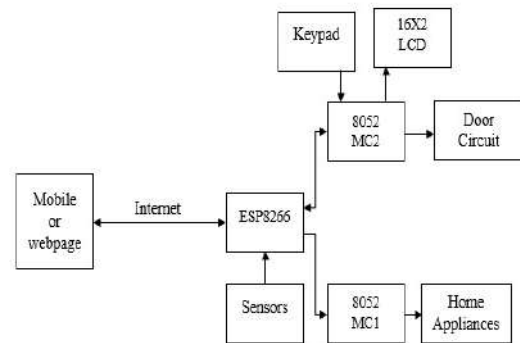 Keypad
16X2
LCD
8052
MC2
Door
Circuit
Mobile
or
webpage
Internet
ESP8266
Sensors
8052
MC1
Home
Appliances